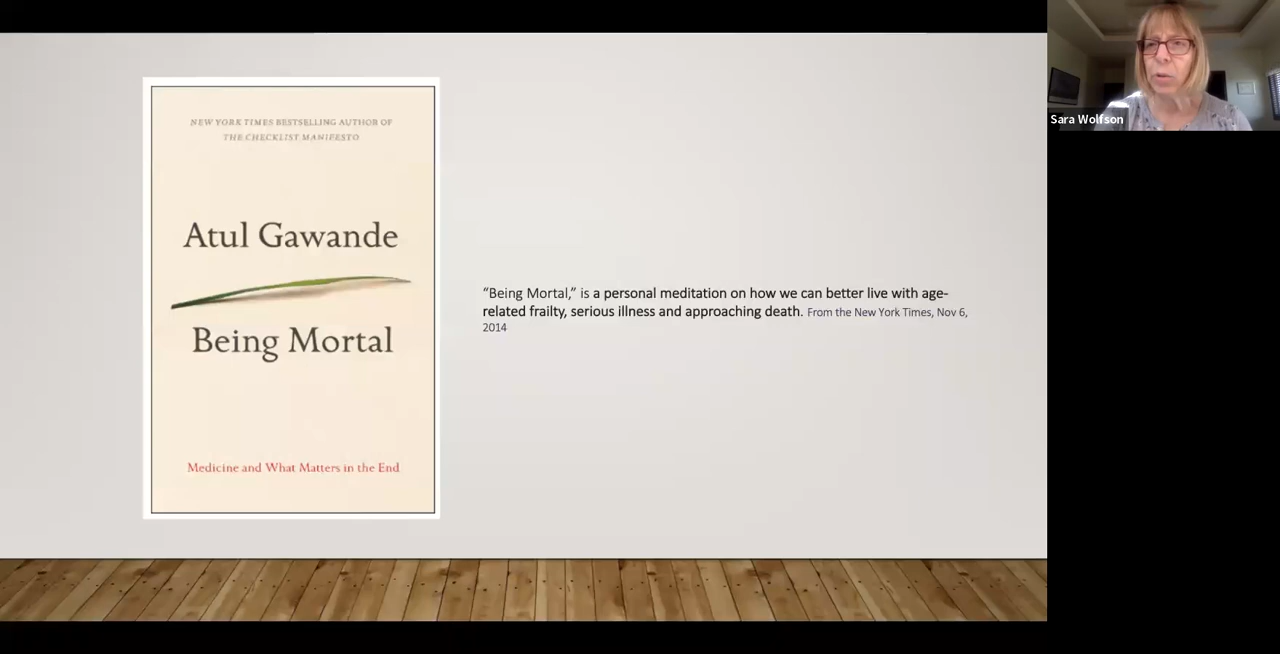 NEW YORK TIMES BESTSELLING AUTHOR OF
THE CHECKLIST MANIFESTO
Atul Gawande
Being Mortal
Medicine and What Matters in the End
“Being Mortal,” is a personal meditation on how we can better live with age-
related frailty, serious illness and approaching death. From the New York Times, Nov 6,
2014
Sara Wolfson